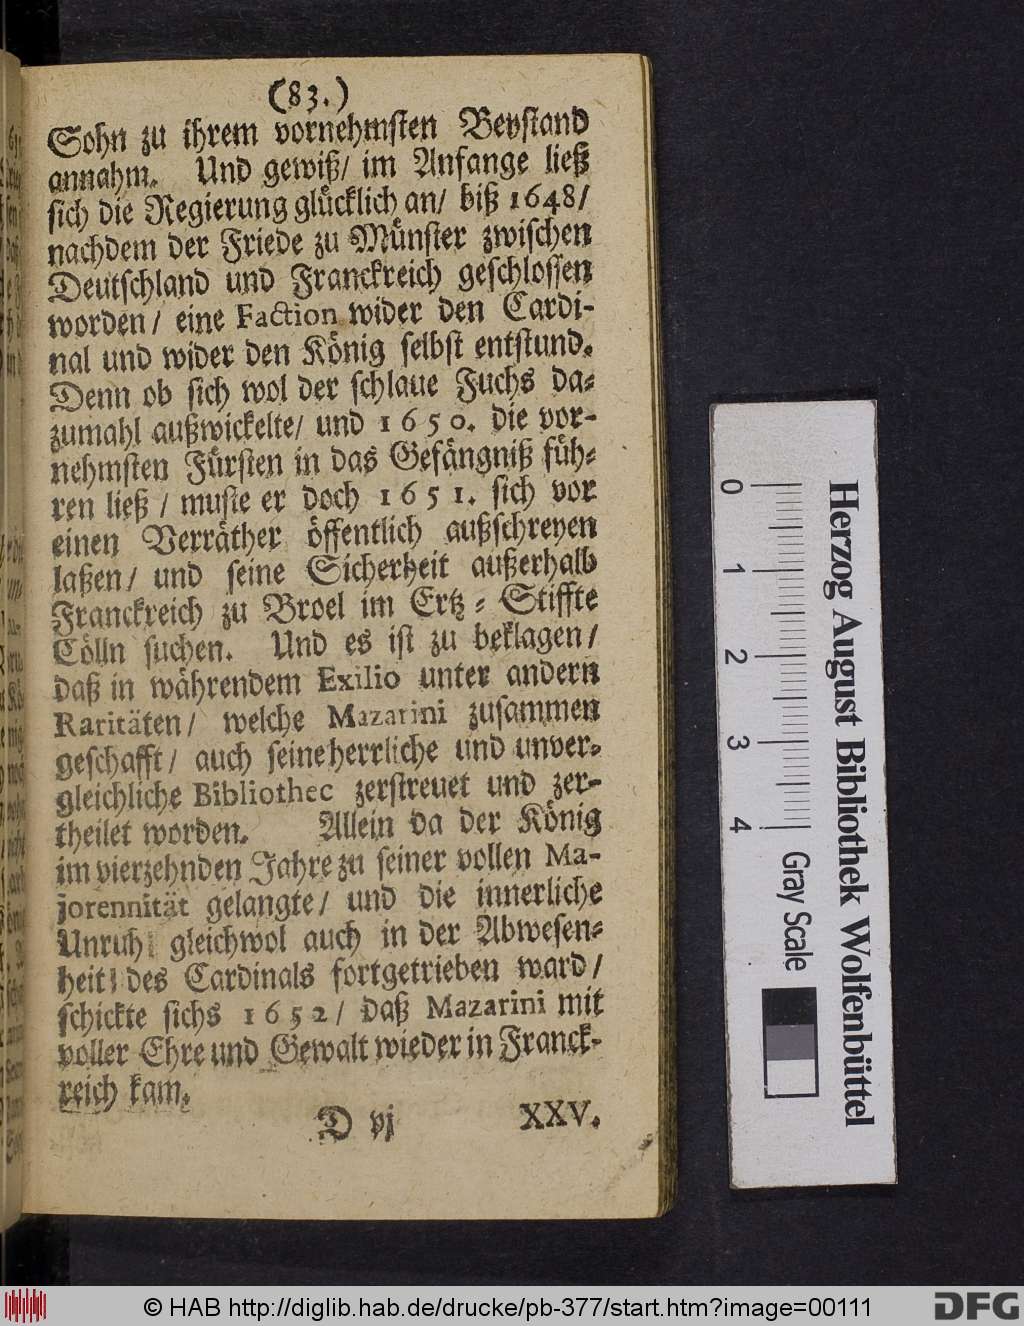 (83.)
Sohn zu ihrem vornehmsten Beystand
annahm. Und gewiß/ im Anfange ließ
sich die Regierung glücklich an/ biß 1648/
nachdem der Friede zu Münster zwischen
Deutschland und Franckreich geschlossen
worden/ eine Faction wider den Cardi-
nal und wider den König selbst entstund.
Denn ob sich wol der schlaue Fuchs da-
zumahl außwickelte/ und 1650. die vor-
nehmsten Fürsten in das Gefängniß füh-
ren ließ / muste er doch 1651. sich vor
einen Verräther öffentlich außschreyen
laßen/ und seine Sicherheit außerhalb
Franckreich zu Broel im Ertz-Stiffte
Cölln suchen. Und es ist zu beklagen/
daß in währendem Exilio unter andern
Raritäten/ welche Mazarini zusammen
geschafft/ auch seine herrliche und unver-
gleichliche Bibliothec zerstreuet und zer-
theilet worden. Allein da der König
im vierzehnden Jahre zu seiner vollen Ma-
jorennität gelangte/ und die innerliche
Unruh gleichwol auch in der Abwesen-
heit des Cardinals fortgetrieben ward/
schickte sichs 1652/ daß Mazarini mit
voller Ehre und Gewalt wieder in Franck-
reich kam.
D vj XXV.
0 1 2 3 4
Herzog August Bibliothek Wolfenbüttel
Gray Scale
© HAB http://diglib.hab.de/drucke/pb-377/start.htm?image=00111
DFG